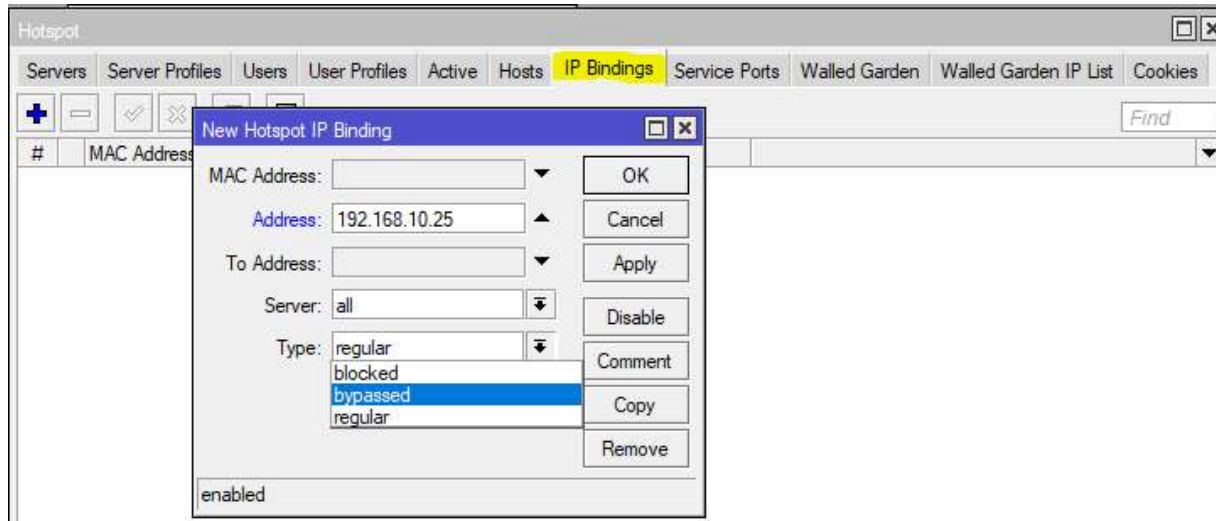 Hotspot
Servers Server Profiles Users User Profiles Active Hosts IP Bindings Service Ports Walled Garden Walled Garden IP List Cookies
Find
# MAC Address
New Hotspot IP Binding
MAC Address: OK
Address: 192.168.10.25 Cancel
To Address: Apply
Server: all Disable
Type: regular
blocked Comment
bypassed
regular Copy
Remove
enabled